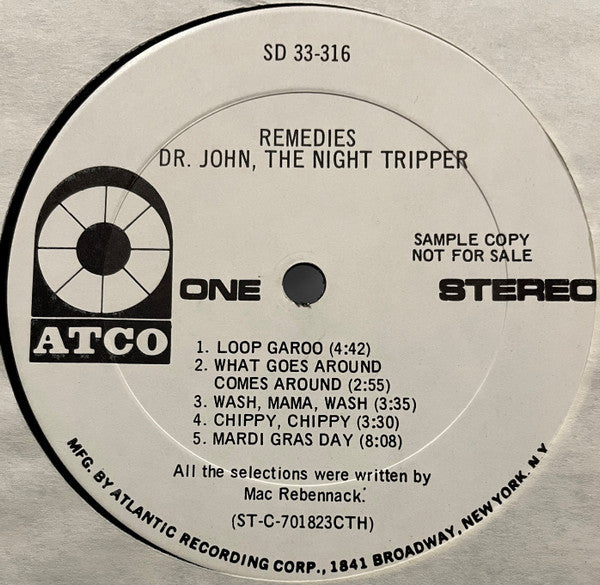 SD 33-316
REMEDIES
DR. JOHN, THE NIGHT TRIPPER
SAMPLE COPY
NOT FOR SALE
ONE
STEREO
ATCO
1. LOOP GAROO (4:42)
2. WHAT GOES AROUND
COMES AROUND (2:55)
3. WASH, MAMA, WASH (3:35)
4. CHIPPY, CHIPPY (3:30)
5. MARDI GRAS DAY (8:08)
All the selections were written by
Mac Rebennack.
(ST-C-701823CTH)
MFG. BY ATLANTIC RECORDING CORP., 1841 BROADWAY, NEW YORK. N Y